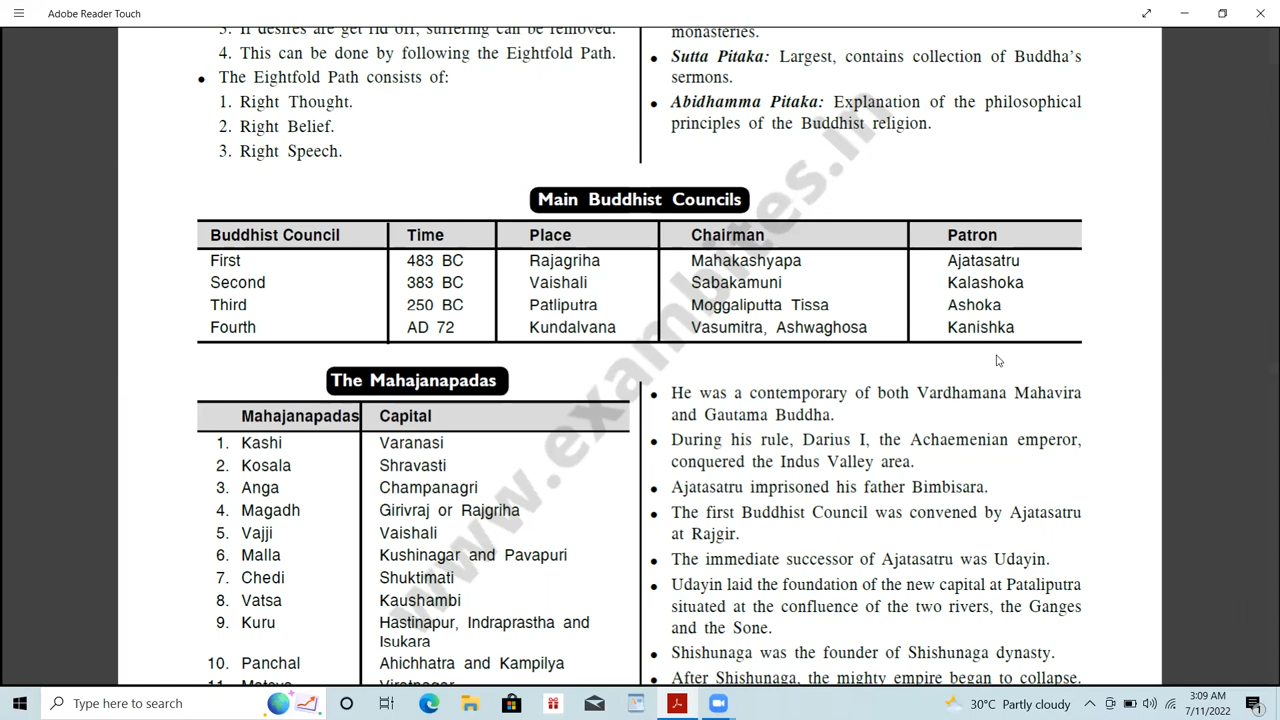 Adobe Reader Touch
3. If desires are get rid off, suffering can be removed.
4. This can be done by following the Eightfold Path.
• The Eightfold Path consists of:
1. Right Thought.
2. Right Belief.
3. Right Speech.
monasteries.
• Sutta Pitaka: Largest, contains collection of Buddha's
sermons.
• Abidhamma Pitaka: Explanation of the philosophical
principles of the Buddhist religion.
Main Buddhist Councils
Buddhist Council Time Place Chairman Patron
First 483 BC Rajagriha Mahakashyapa Ajatasatru
Second 383 BC Vaishali Sabakamuni Kalashoka
Third 250 BC Patliputra Moggaliputta Tissa Ashoka
Fourth AD 72 Kundalvana Vasumitra, Ashwaghosa Kanishka
The Mahajanapadas
Mahajanapadas Capital
1. Kashi Varanasi
2. Kosala Shravasti
3. Anga Champanagri
4. Magadh Girivraj or Rajgriha
5. Vajji Vaishali
6. Malla Kushinagar and Pavapuri
7. Chedi Shuktimati
8. Vatsa Kaushambi
9. Kuru Hastinapur, Indraprastha and
Isukara
10. Panchal Ahichhatra and Kampilya
• He was a contemporary of both Vardhamana Mahavira
and Gautama Buddha.
• During his rule, Darius I, the Achaemenian emperor,
conquered the Indus Valley area.
• Ajatasatru imprisoned his father Bimbisara.
• The first Buddhist Council was convened by Ajatasatru
at Rajgir.
• The immediate successor of Ajatasatru was Udayin.
• Udayin laid the foundation of the new capital at Pataliputra
situated at the confluence of the two rivers, the Ganges
and the Sone.
• Shishunaga was the founder of Shishunaga dynasty.
• After Shishunaga, the mighty empire began to collapse.
www.exambites.in
Type here to search
30°C Partly cloudy
3:09 AM
7/11/2022
1